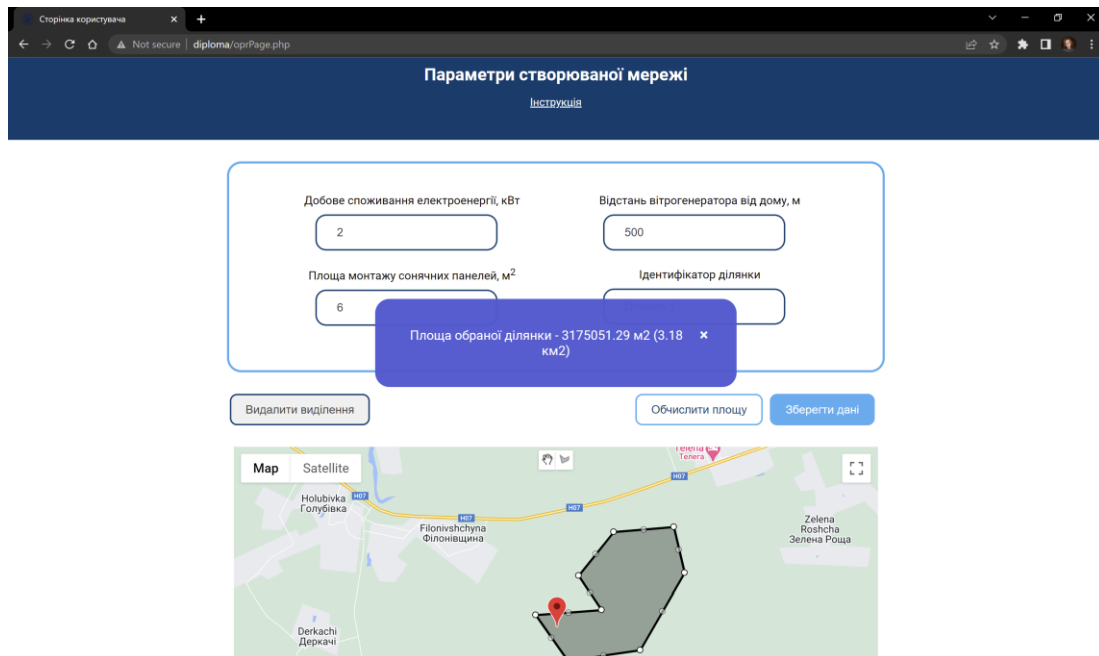 Сторінка користувача
Not secure | diploma/oprPage.php
Параметри створюваної мережі
Інструкція
Добове споживання електроенергії, кВт
Відстань вітрогенератора від дому, м
2
500
Площа монтажу сонячних панелей, м²
Ідентифікатор ділянки
6
Площа обраної ділянки - 3175051.29 м2 (3.18
км2)
Видалити виділення
Обчислити площу
Зберегти дані
Map
Satellite
Telena
Телега
H07
Holubivka
Голубівка
H07
H07
H07
Filonivshchyna
Філонівщина
Zelena
Roshcha
Зелена Роща
Derkachi
Деркачі